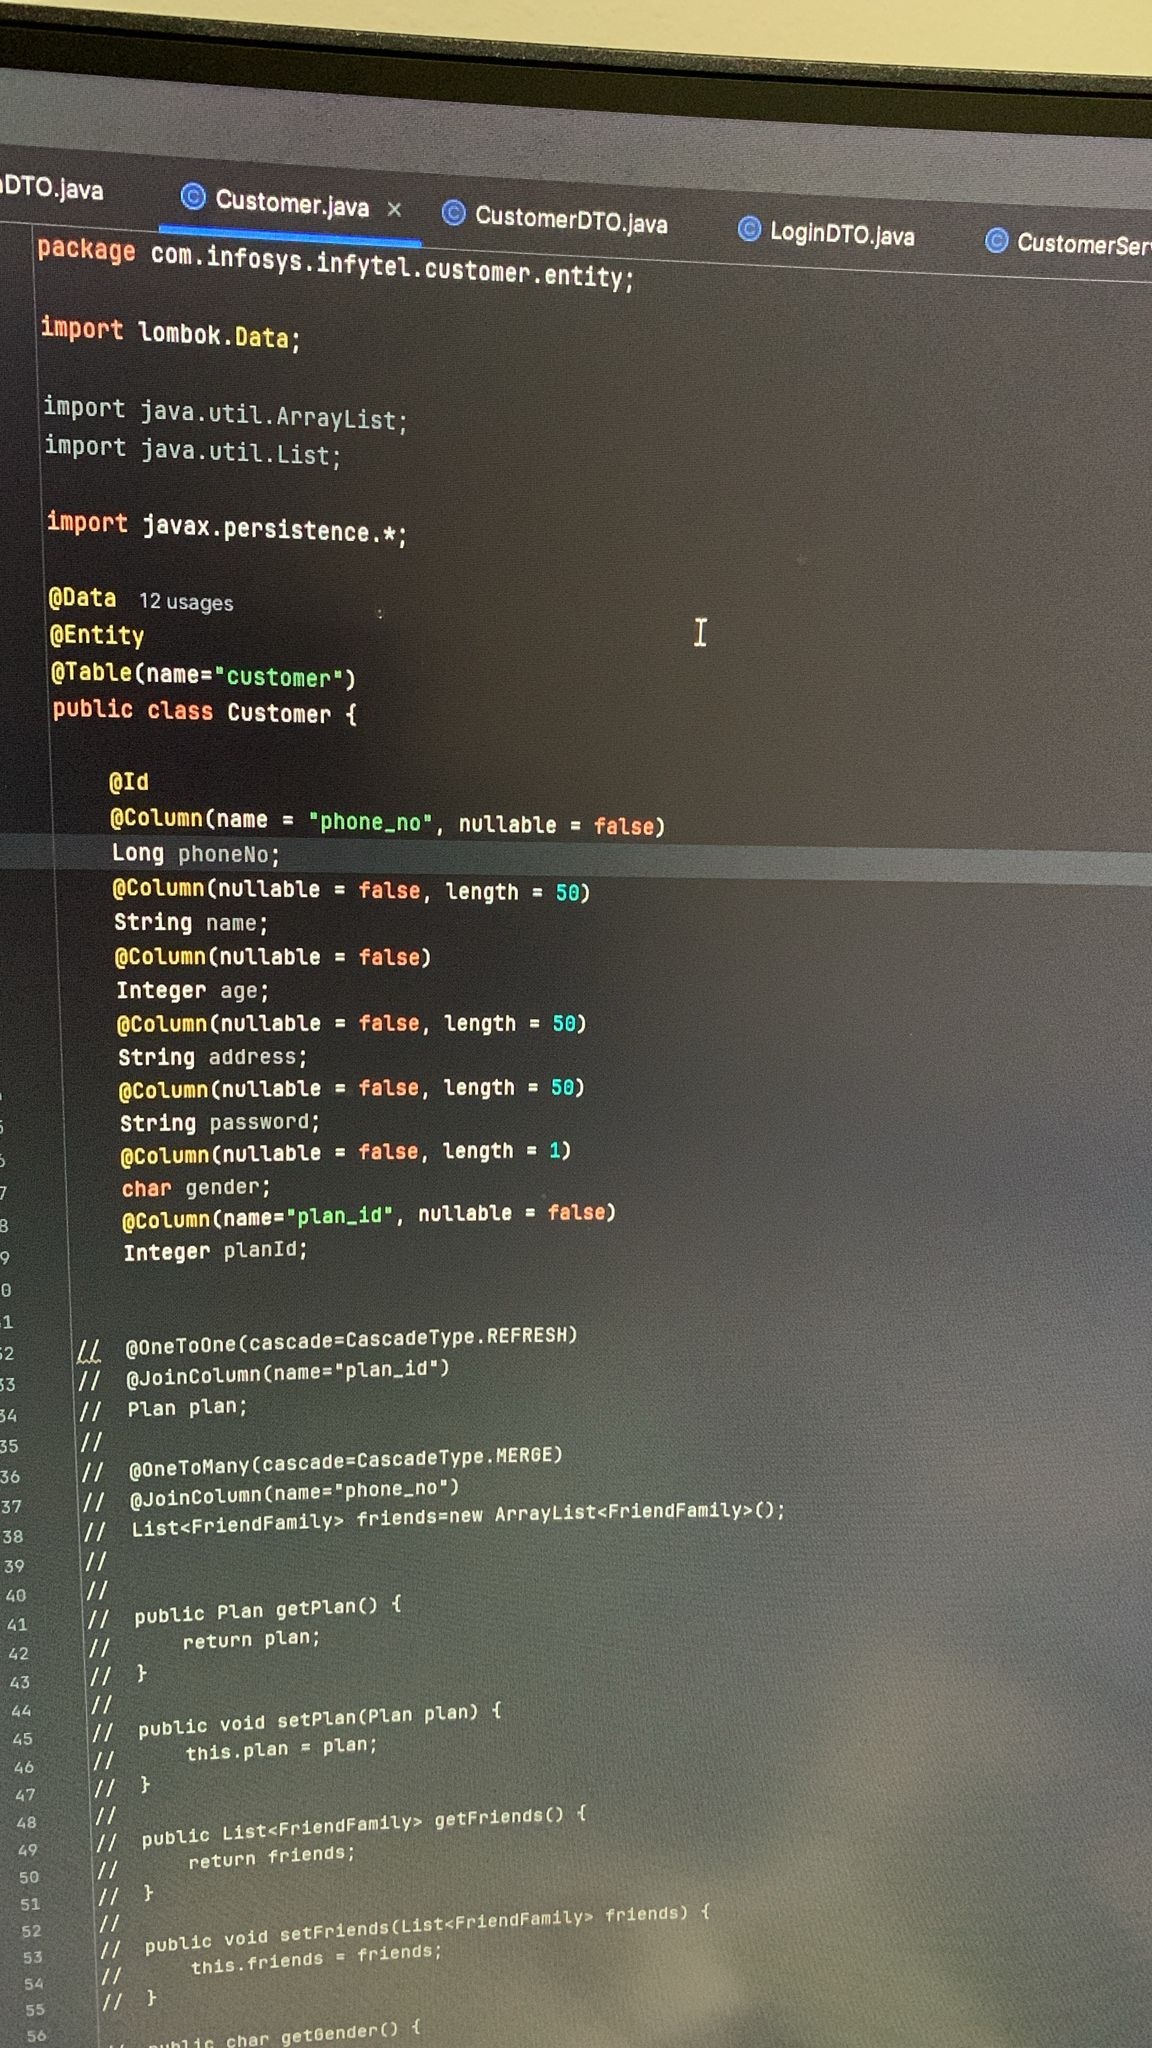 DTO.java
Customer.java ×
CustomerDTO.java
LoginDTO.java
CustomerSer
package com.infosys.infytel.customer.entity;
import lombok.Data;
import java.util.ArrayList;
import java.util.List;
import javax.persistence.*;
@Data 12 usages
@Entity
@Table(name="customer")
public class Customer {
@Id
@Column(name = "phone_no", nullable = false)
Long phoneNo;
@Column(nullable = false, length = 50)
String name;
@Column(nullable = false)
Integer age;
@Column(nullable = false, length = 50)
String address;
@Column(nullable = false, length = 50)
String password;
@Column(nullable = false, length = 1)
char gender;
@Column(name="plan_id", nullable = false)
Integer planId;
// @OneToOne(cascade=CascadeType.REFRESH)
33 // @JoinColumn(name="plan_id")
34 // Plan plan;
35 //
36 // @OneToMany(cascade=CascadeType.MERGE)
37 // @JoinColumn(name="phone_no")
38 // List<FriendFamily> friends=new ArrayList<FriendFamily>();
39 //
40 //
41 // public Plan getPlan() {
42 // return plan;
43 // }
44 //
45 // public void setPlan(Plan plan) {
46 // this.plan = plan;
47 // }
48 //
49 // public List<FriendFamily> getFriends() {
50 // return friends;
51 // }
52 //
53 // public void setFriends(List<FriendFamily> friends) {
54 // this.friends = friends;
55 // }
56 // public char getGender() {